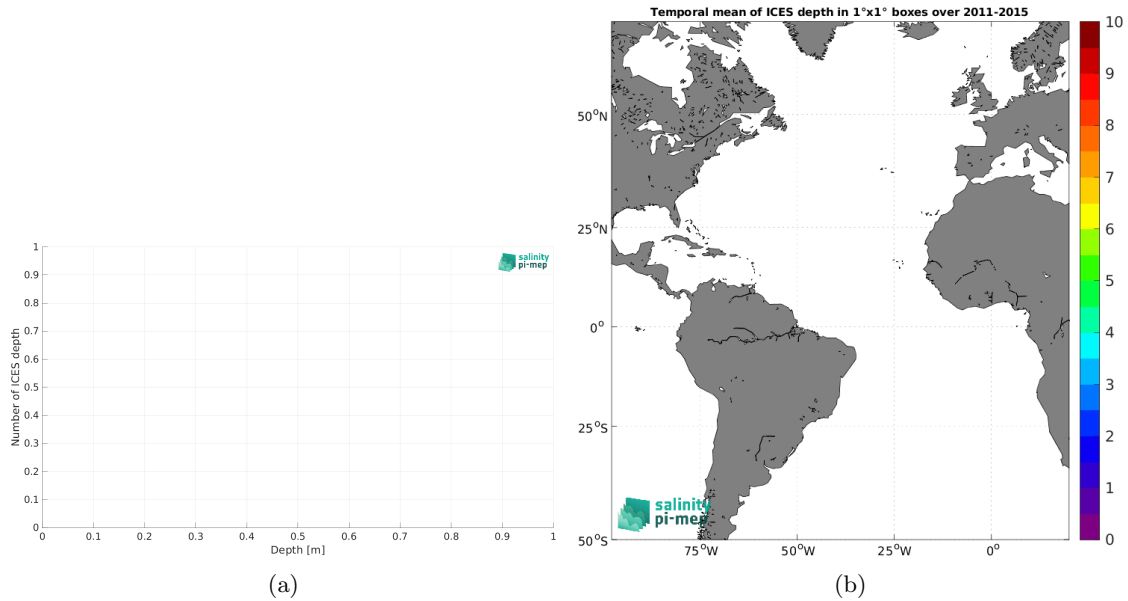 Temporal mean of ICES depth in 1°x1° boxes over 2011-2015
salinity
pi-mep
Number of ICES depth
1
0.9
0.8
0.7
0.6
0.5
0.4
0.3
0.2
0.1
0
0 0.1 0.2 0.3 0.4 0.5 0.6 0.7 0.8 0.9 1
Depth [m]
(a)
50°N
25°N
0°
25°S
50°S
75°W 50°W 25°W 0°
salinity
pi-mep
10
9
8
7
6
5
4
3
2
1
0
(b)